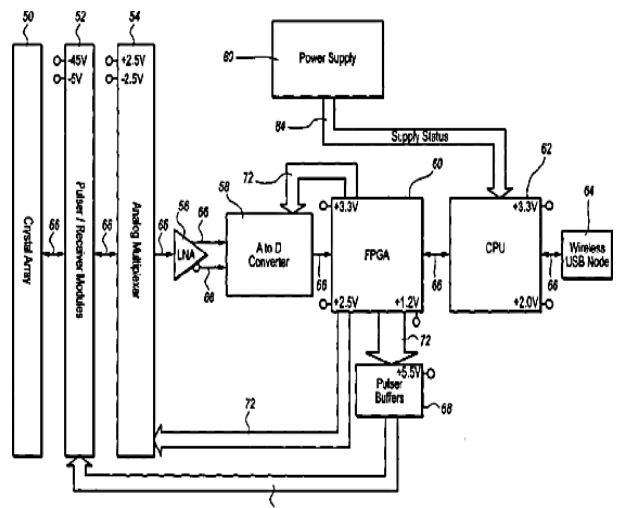 50
52
54
-45V
-5V
+2.5V
-2.5V
Crystal Array
Pulser / Receiver Modules
Analog Multiplexer
66
66
66
LNA
56
66
66
58
A to D
Converter
72
66
60
Power Supply
84
Supply Status
60
+3.3V
FPGA
+2.5V
+1.2V
66
62
+3.3V
CPU
+2.0V
66
64
Wireless
USB Node
72
+5.5V
Pulser
Buffers
68
72